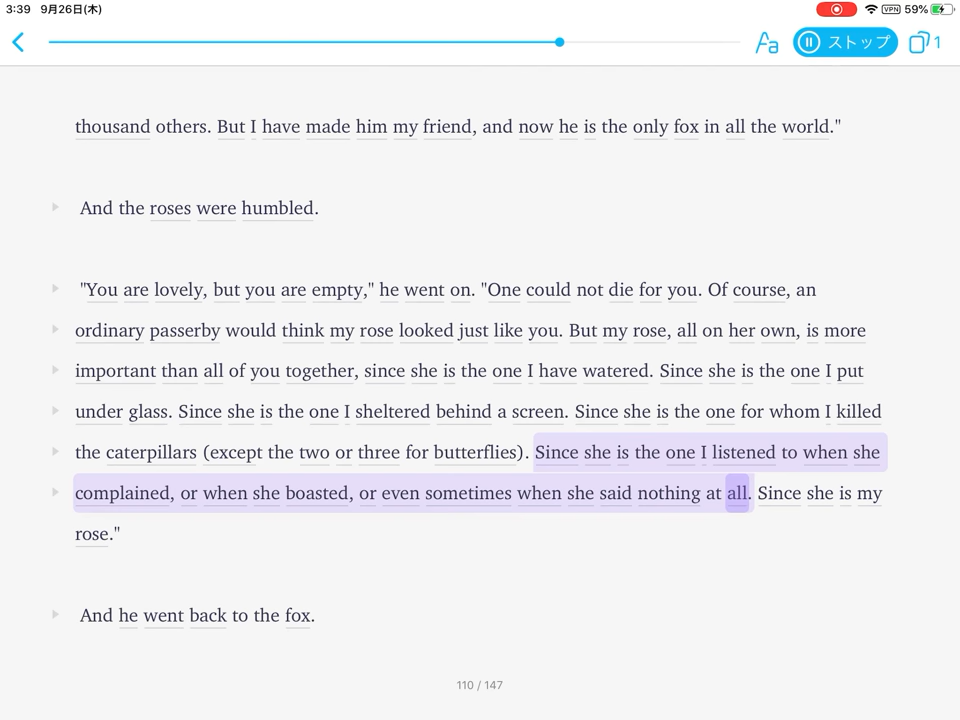 3:39 9月26日(木) VPN 59%
Aa ストップ 1
thousand others. But I have made him my friend, and now he is the only fox in all the world."
And the roses were humbled.
"You are lovely, but you are empty," he went on. "One could not die for you. Of course, an
ordinary passerby would think my rose looked just like you. But my rose, all on her own, is more
important than all of you together, since she is the one I have watered. Since she is the one I put
under glass. Since she is the one I sheltered behind a screen. Since she is the one for whom I killed
the caterpillars (except the two or three for butterflies). Since she is the one I listened to when she
complained, or when she boasted, or even sometimes when she said nothing at all. Since she is my
rose."
And he went back to the fox.
110 / 147